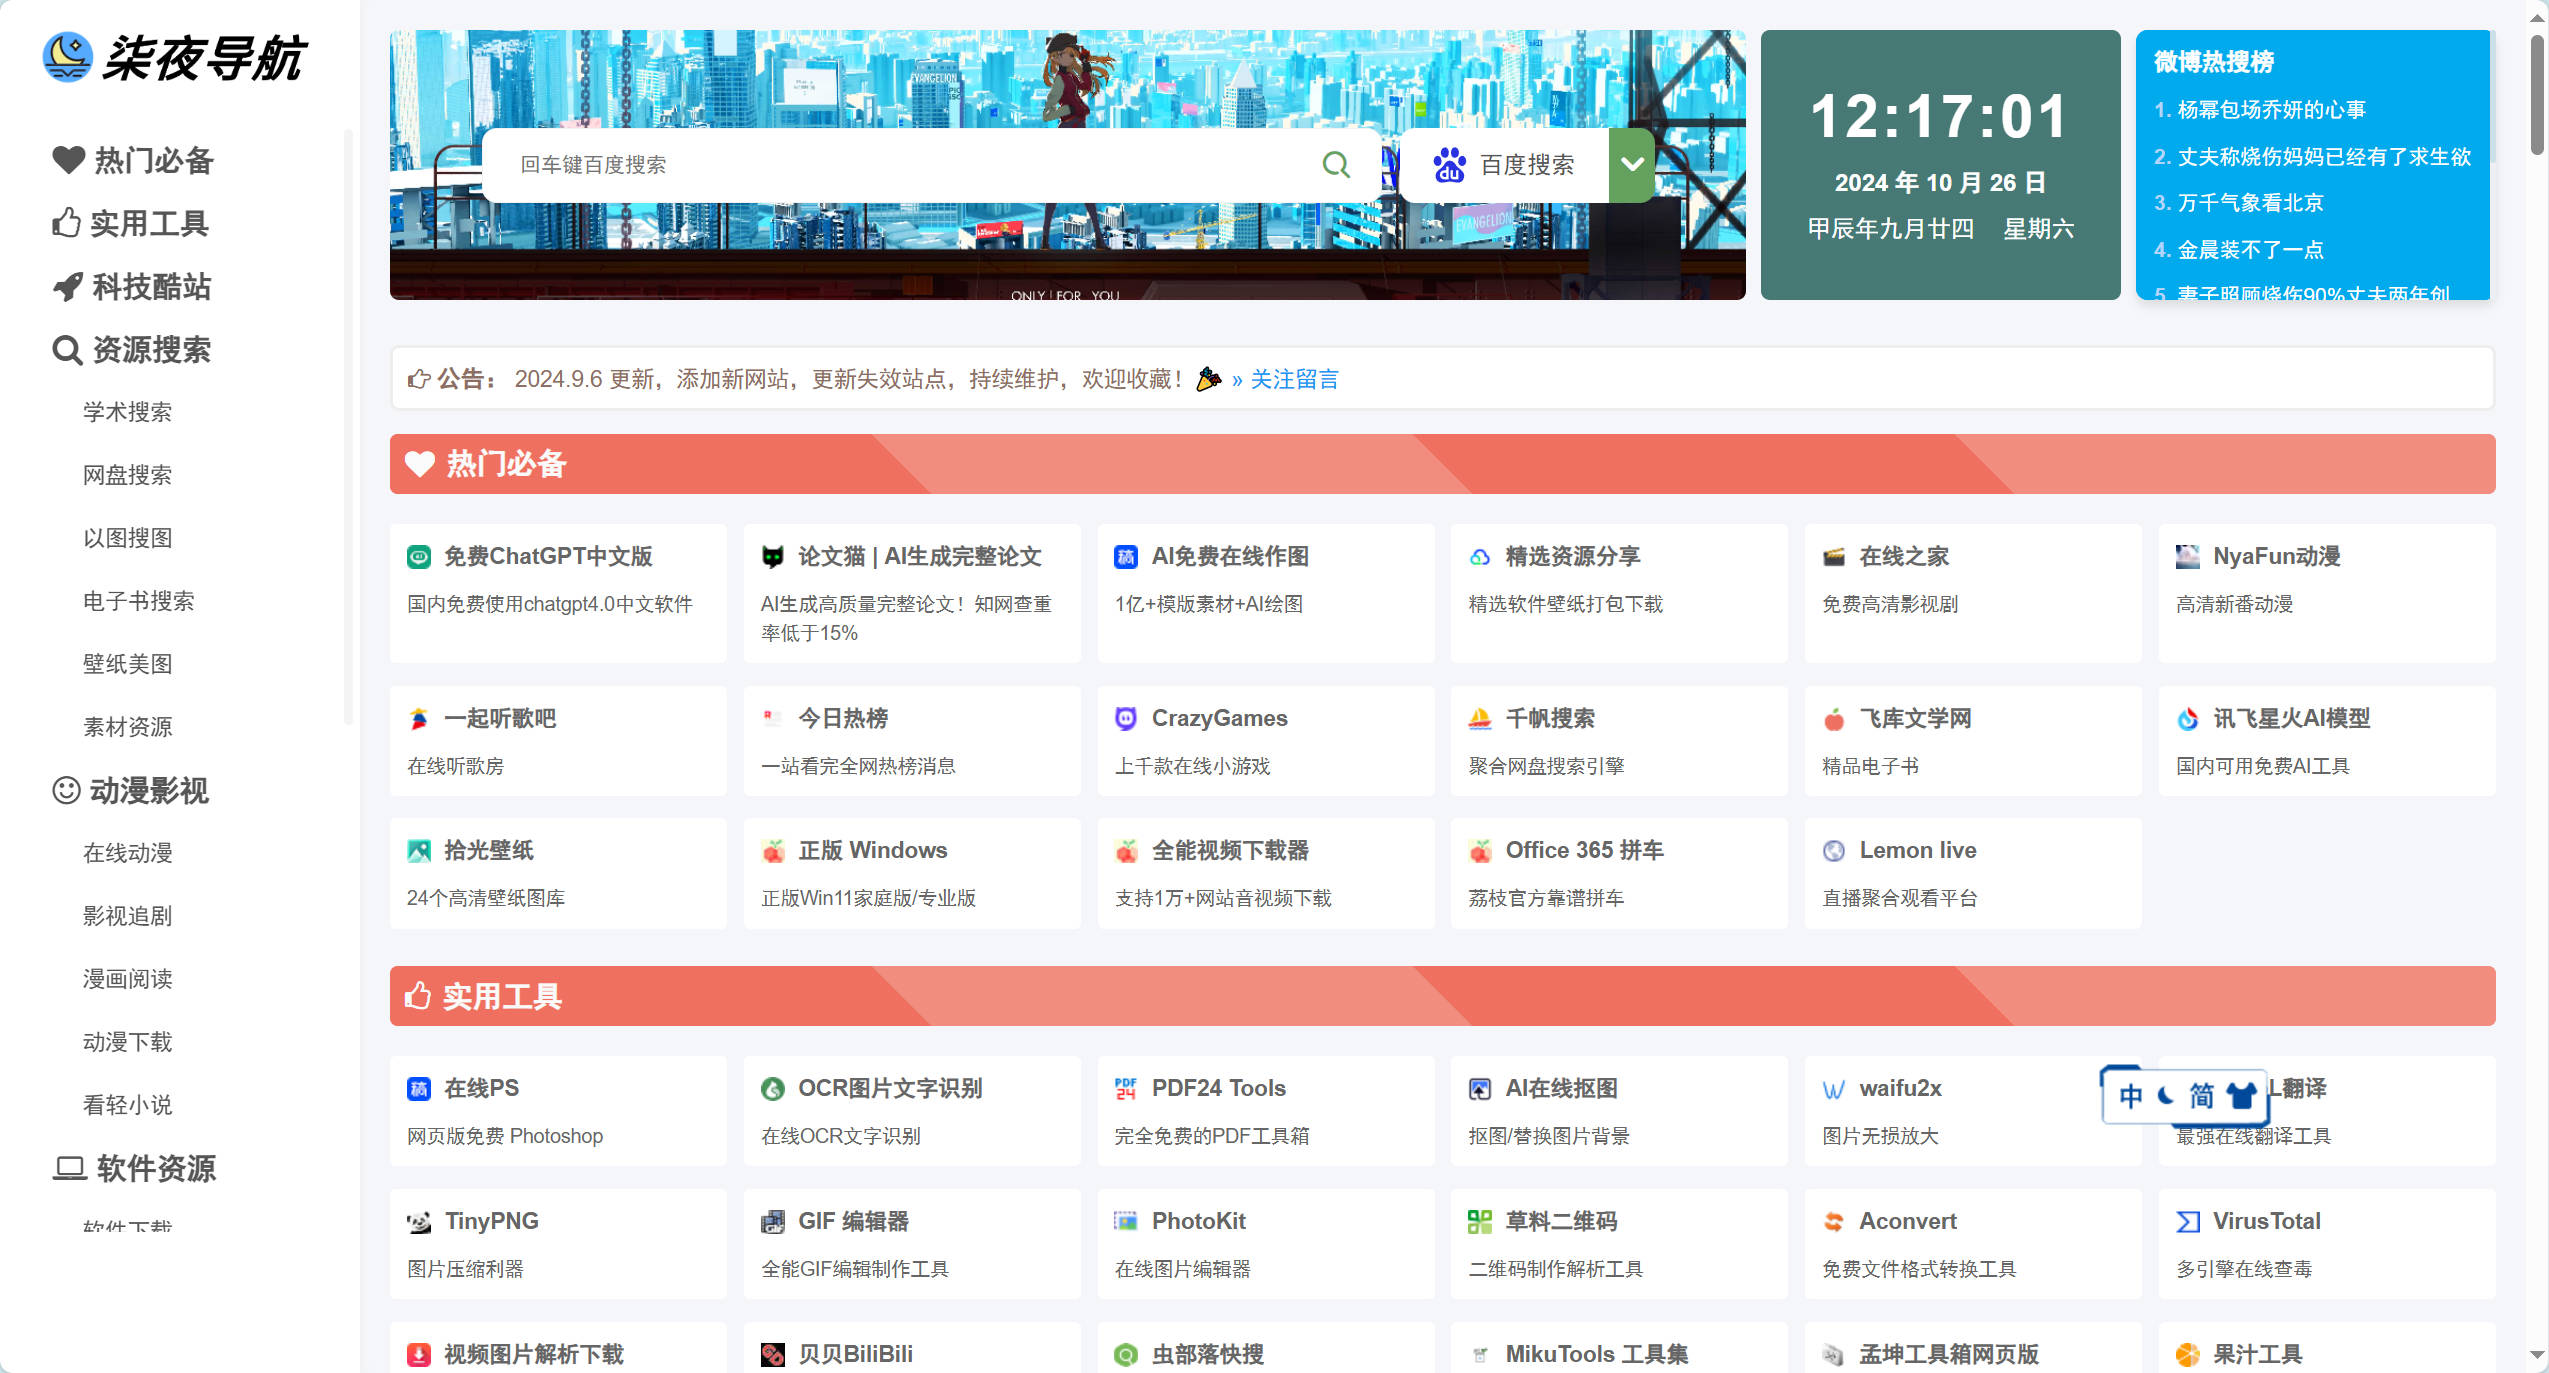 柒夜导航
热门必备
实用工具
科技酷站
资源搜索
学术搜索
网盘搜索
以图搜图
电子书搜索
壁纸美图
素材资源
动漫影视
在线动漫
影视追剧
漫画阅读
动漫下载
看轻小说
软件资源
软件下载
EVANGELION
回车键百度搜索
du 百度搜索
EVANGELION
ONLY | FOR YOU
12:17:01
2024 年 10 月 26 日
甲辰年九月廿四 星期六
微博热搜榜
1. 杨幂包场乔妍的心事
2. 丈夫称烧伤妈妈已经有了求生欲
3. 万千气象看北京
4. 金晨装不了一点
5. 妻子照顾烧伤90%丈夫两年创
公告： 2024.9.6 更新，添加新网站，更新失效站点，持续维护，欢迎收藏！ » 关注留言
热门必备
免费ChatGPT中文版
国内免费使用chatgpt4.0中文软件
论文猫 | AI生成完整论文
AI生成高质量完整论文！知网查重
率低于15%
稿 AI免费在线作图
1亿+模版素材+AI绘图
精选资源分享
精选软件壁纸打包下载
在线之家
免费高清影视剧
NyaFun动漫
高清新番动漫
一起听歌吧
在线听歌房
今日热榜
一站看完全网热榜消息
CrazyGames
上千款在线小游戏
千帆搜索
聚合网盘搜索引擎
飞库文学网
精品电子书
讯飞星火AI模型
国内可用免费AI工具
拾光壁纸
24个高清壁纸图库
正版 Windows
正版Win11家庭版/专业版
全能视频下载器
支持1万+网站音视频下载
Office 365 拼车
荔枝官方靠谱拼车
Lemon live
直播聚合观看平台
实用工具
稿 在线PS
网页版免费 Photoshop
OCR图片文字识别
在线OCR文字识别
PDF24 PDF24 Tools
完全免费的PDF工具箱
AI在线抠图
抠图/替换图片背景
waifu2x
图片无损放大
中 简
L翻译
最强在线翻译工具
TinyPNG
图片压缩利器
GIF 编辑器
全能GIF编辑制作工具
PhotoKit
在线图片编辑器
草料二维码
二维码制作解析工具
Aconvert
免费文件格式转换工具
VirusTotal
多引擎在线查毒
视频图片解析下载
贝贝BiliBili
虫部落快搜
MikuTools 工具集
孟坤工具箱网页版
果汁工具